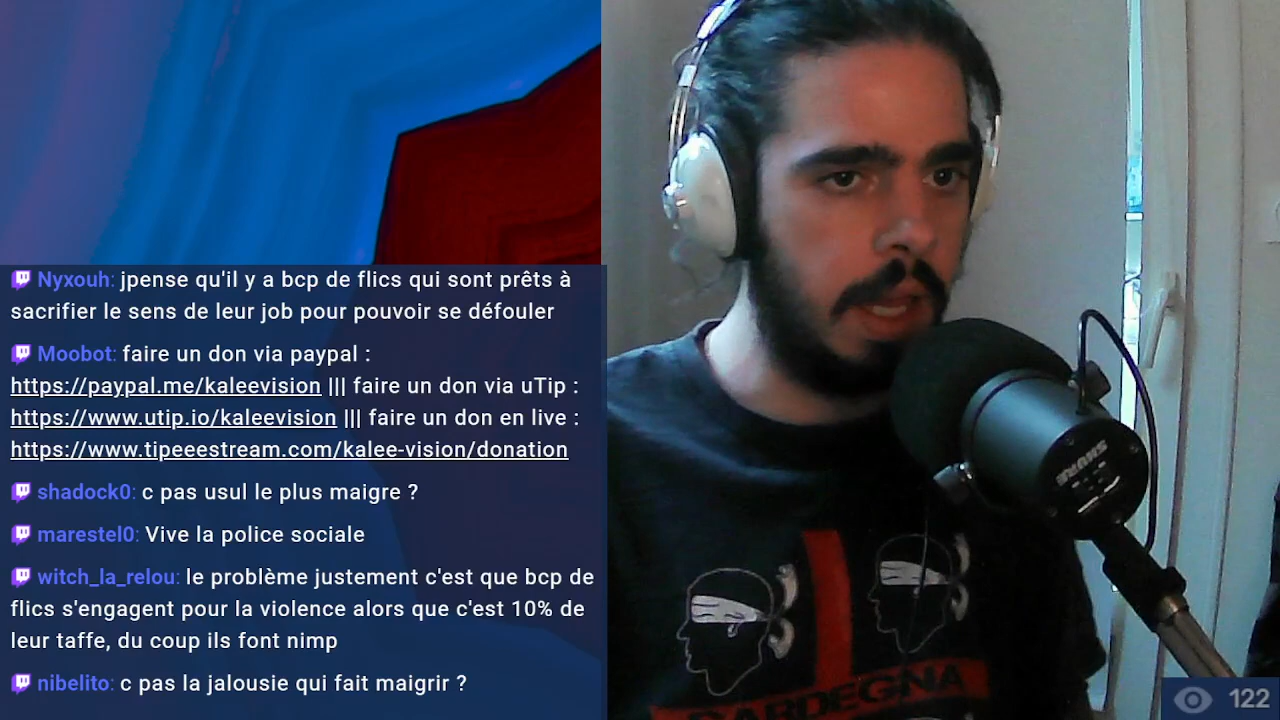 Nyxouh: jpense qu'il y a bcp de flics qui sont prêts à
sacrifier le sens de leur job pour pouvoir se défouler
Moobot: faire un don via paypal :
https://paypal.me/kaleevision ||| faire un don via uTip :
https://www.utip.io/kaleevision ||| faire un don en live :
https://www.tipeeestream.com/kalee-vision/donation
shadock0: c pas usul le plus maigre ?
marestel0: Vive la police sociale
witch_la_relou: le problème justement c'est que bcp de
flics s'engagent pour la violence alors que c'est 10% de
leur taffe, du coup ils font nimp
nibelito: c pas la jalousie qui fait maigrir ?
SARDEGNA
122